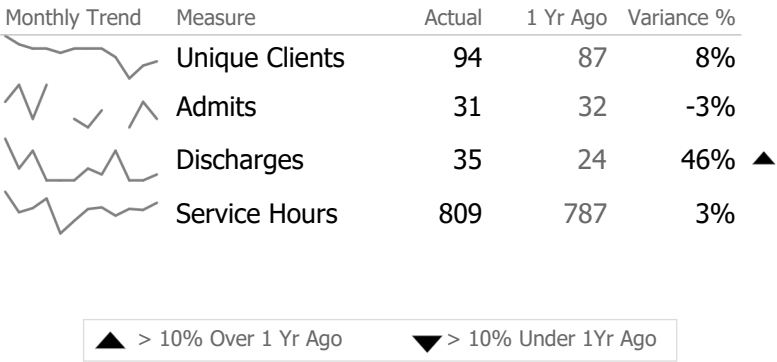 Monthly Trend Measure Actual 1 Yr Ago Variance %
Unique Clients 94 87 8%
Admits 31 32 -3%
Discharges 35 24 46% ▲
Service Hours 809 787 3%
▲ > 10% Over 1 Yr Ago ▼ > 10% Under 1Yr Ago